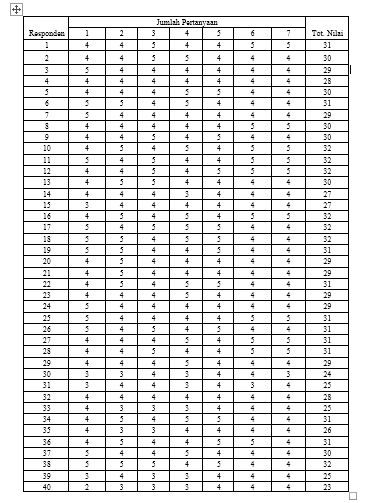 Jumlah Pertanyaan
Responden 1 2 3 4 5 6 7 Tot. Nilai
1 4 4 5 4 4 5 5 31
2 4 4 5 5 4 4 4 30
3 5 4 4 4 4 4 4 29
4 4 4 4 4 4 4 4 28
5 4 4 4 5 5 4 4 30
6 5 5 4 5 4 4 4 31
7 5 4 4 4 4 4 4 29
8 4 4 4 4 4 5 5 30
9 4 4 5 4 5 4 4 30
10 4 5 4 5 4 5 5 32
11 5 4 5 4 4 5 5 32
12 4 4 5 5 4 5 5 32
13 4 5 5 4 4 4 4 30
14 4 4 4 3 4 4 4 27
15 3 4 4 4 4 4 4 27
16 4 5 4 5 4 5 5 32
17 5 4 5 5 5 4 4 32
18 5 5 4 5 5 4 4 32
19 5 5 4 4 5 4 4 31
20 4 5 4 4 4 4 4 29
21 4 5 4 4 4 4 4 29
22 4 5 4 5 5 4 4 31
23 4 4 4 5 4 4 4 29
24 5 4 4 4 4 4 4 29
25 5 4 4 4 4 5 5 31
26 5 4 5 4 5 4 4 31
27 4 4 4 5 4 5 5 31
28 4 4 5 4 4 5 5 31
29 4 4 4 5 4 4 4 29
30 3 3 4 3 4 4 3 24
31 3 4 4 3 4 3 4 25
32 4 4 4 4 4 4 4 28
33 4 3 3 3 4 4 4 25
34 4 5 4 5 5 4 4 31
35 4 3 3 4 4 4 4 26
36 4 5 4 4 5 5 4 31
37 5 4 4 5 4 4 4 30
38 5 5 5 4 5 4 4 32
39 3 4 3 3 4 4 4 25
40 2 3 3 3 4 4 4 23